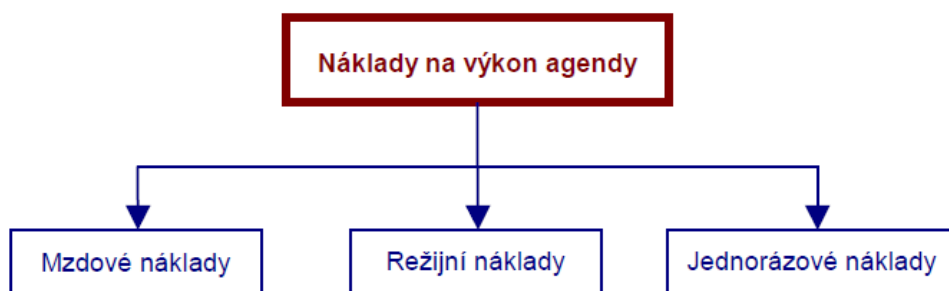 Náklady na výkon agendy
Mzdové náklady
Režijní náklady
Jednorázové náklady